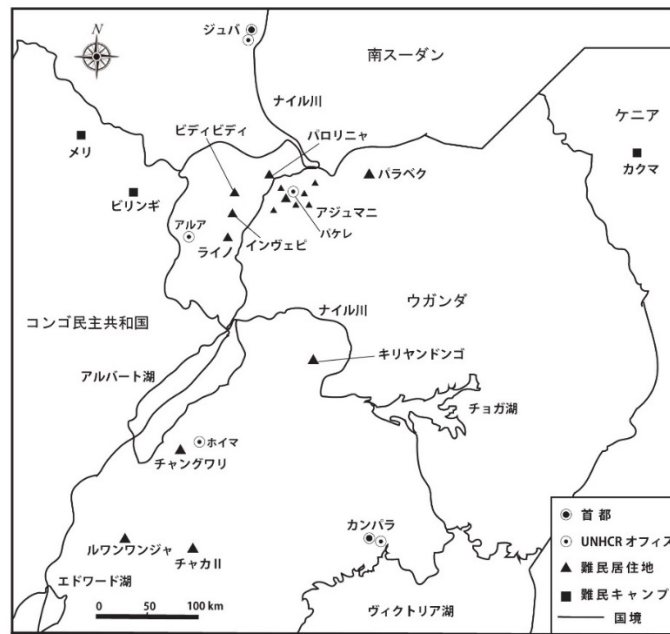 N
ジュバ
南スーダン
ナイル川
ケニア
ビディビディ
パロリニャ
メリ
パラベク
カクマ
ビリンギ
アジュマニ
アルア
インヴェピ
パケレ
ライノ
ナイル川
ウガンダ
コンゴ民主共和国
アルバート湖
キリヤンドンゴ
チョガ湖
ホイマ
チャングワリ
首都
カンパラ
UNHCR オフィス
ルワンワンジャ
チャカ II
難民居住地
エドワード湖
難民キャンプ
0 50 100 km
ヴィクトリア湖
国境